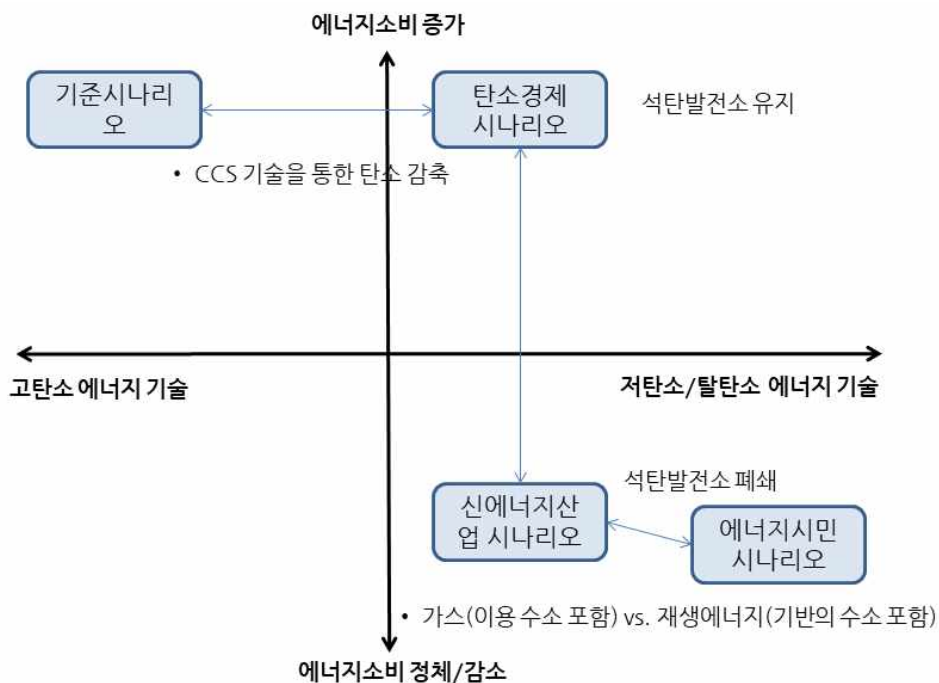 에너지소비 증가
기준시나리
오
탄소경제
시나리오
석탄발전소 유지
• CCS 기술을 통한 탄소 감축
고탄소 에너지 기술
저탄소/탈탄소 에너지 기술
석탄발전소 폐쇄
신에너지산
업 시나리오
에너지시민
시나리오
• 가스(이용 수소 포함) vs. 재생에너지(기반의 수소 포함)
에너지소비 정체/감소